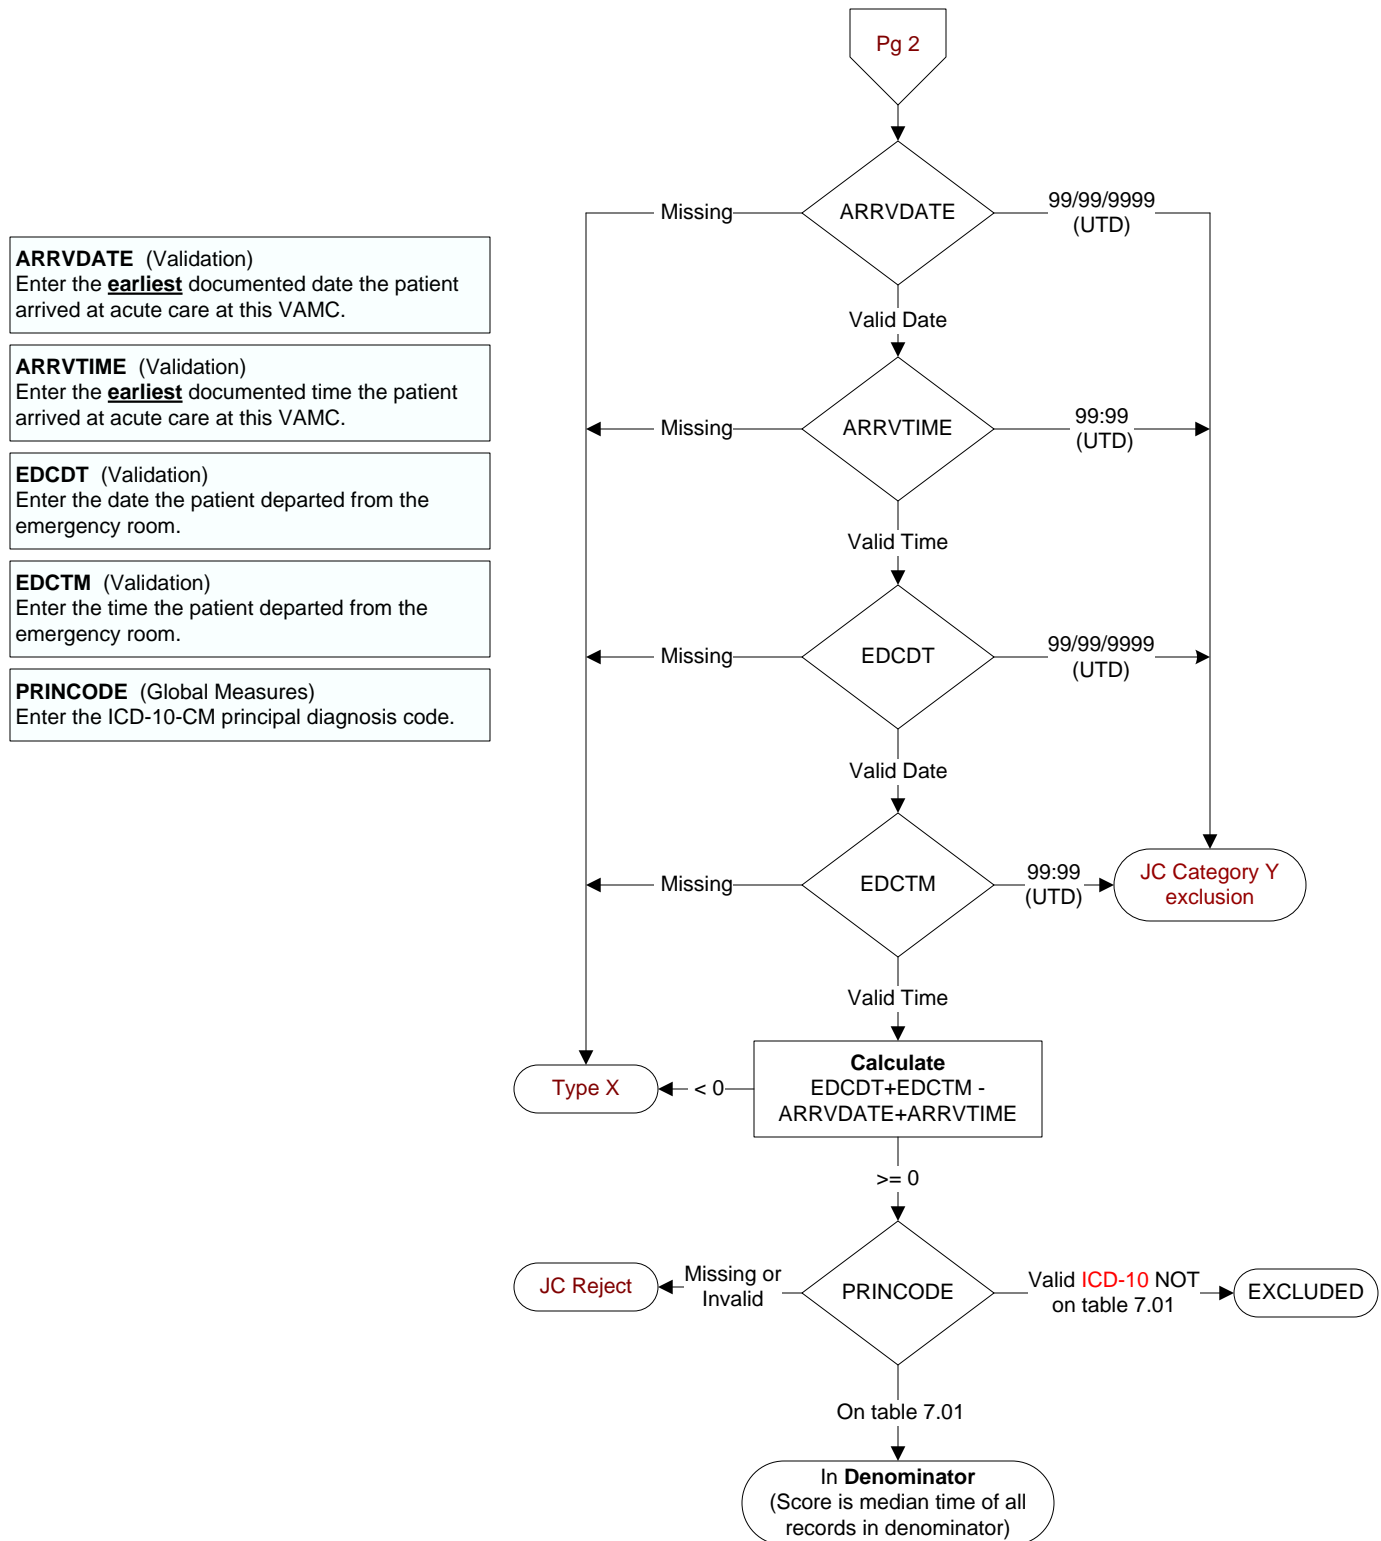 Pg 2
ARRVDATE
Missing
99/99/9999
(UTD)
ARRVDATE (Validation)
Enter the earliest documented date the patient
arrived at acute care at this VAMC.
Valid Date
ARRVTIME (Validation)
Enter the earliest documented time the patient
arrived at acute care at this VAMC.
Missing
ARRVTIME
99:99
(UTD)
EDCDT (Validation)
Enter the date the patient departed from the
emergency room.
Valid Time
EDCTM (Validation)
Enter the time the patient departed from the
emergency room.
Missing
EDCDT
99/99/9999
(UTD)
PRINCODE (Global Measures)
Enter the ICD-10-CM principal diagnosis code.
Valid Date
Missing
EDCTM
99:99
(UTD)
JC Category Y
exclusion
Valid Time
Calculate
EDCDT+EDCTM -
ARRVDATE+ARRVTIME
< 0
Type X
>= 0
JC Reject
Missing or
Invalid
PRINCODE
Valid ICD-10 NOT
on table 7.01
EXCLUDED
On table 7.01
In Denominator
(Score is median time of all
records in denominator)